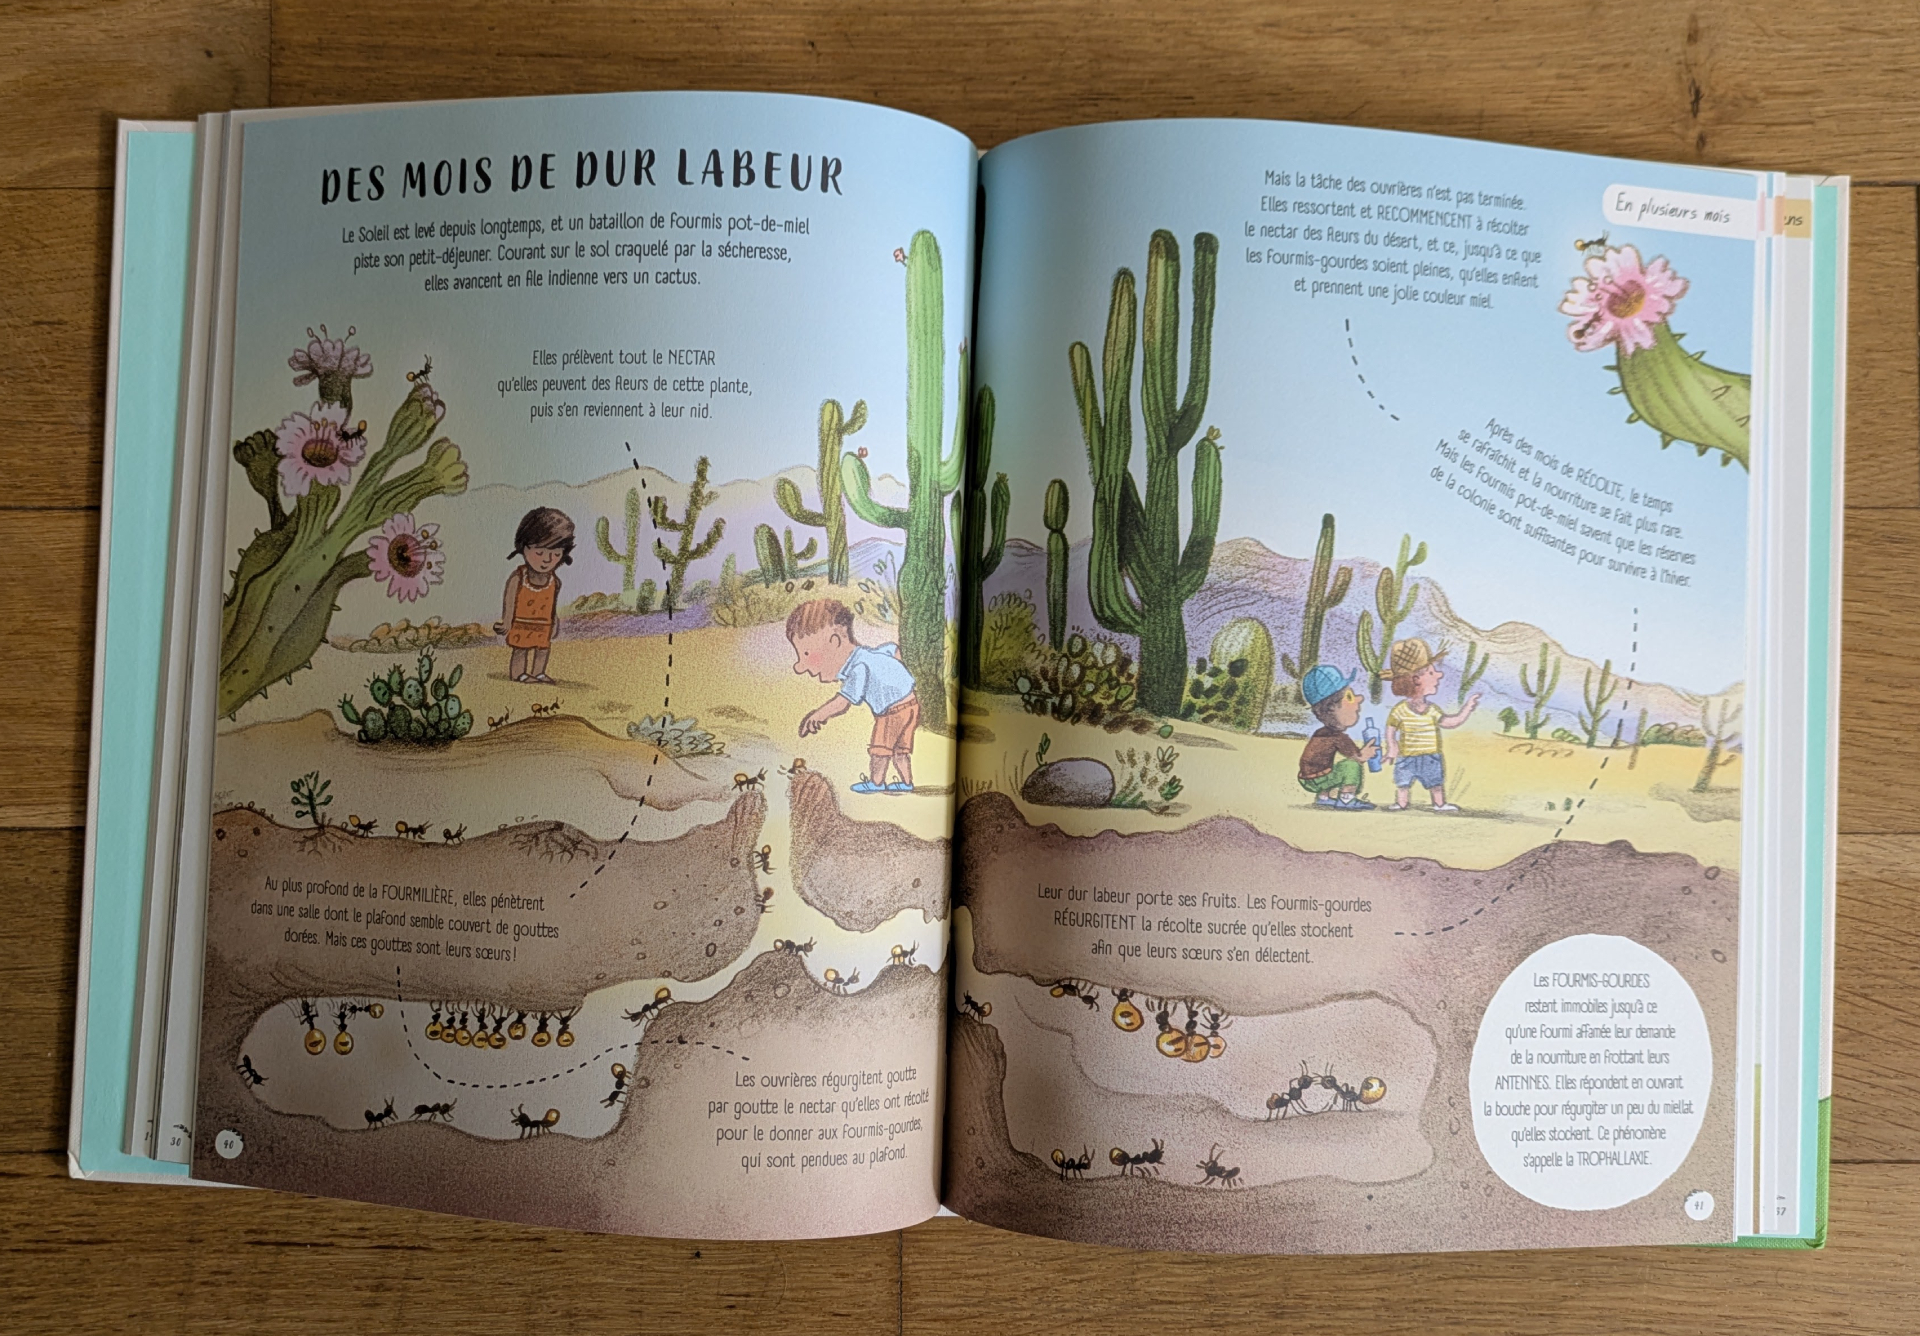 DES MOIS DE DUR LABEUR
Le Soleil est levé depuis longtemps, et un bataillon de fourmis pot-de-miel
piste son petit-déjeuner. Courant sur le sol craquelé par la sécheresse,
elles avancent en file indienne vers un cactus.
Elles prélèvent tout le NECTAR
qu'elles peuvent des fleurs de cette plante,
puis s'en reviennent à leur nid.
Au plus profond de la FOURMILIÈRE, elles pénètrent
dans une salle dont le plafond semble couvert de gouttes
dorées. Mais ces gouttes sont leurs sœurs !
Les ouvrières régurgitent goutte
par goutte le nectar qu'elles ont récolté
pour le donner aux fourmis-gourdes,
qui sont pendues au plafond.
30
40
En plusieurs mois
ns
Mais la tâche des ouvrières n'est pas terminée.
Elles ressortent et RECOMMENCENT à récolter
le nectar des fleurs du désert, et ce, jusqu'à ce que
les fourmis-gourdes soient pleines, qu'elles enflent
et prennent une jolie couleur miel.
Après des mois de RÉCOLTE, le temps
se rafraîchit et la nourriture se fait plus rare.
Mais les fourmis pot-de-miel savent que les réserves
de la colonie sont suffisantes pour survivre à l'hiver.
Leur dur labeur porte ses fruits. Les fourmis-gourdes
RÉGURGITENT la récolte sucrée qu'elles stockent
afin que leurs sœurs s'en délectent.
Les FOURMIS-GOURDES
restent immobiles jusqu'à ce
qu'une fourmi affamée leur demande
de la nourriture en frottant leurs
ANTENNES. Elles répondent en ouvrant
la bouche pour régurgiter un peu du miellat
qu'elles stockent. Ce phénomène
s'appelle la TROPHALLAXIE.
41